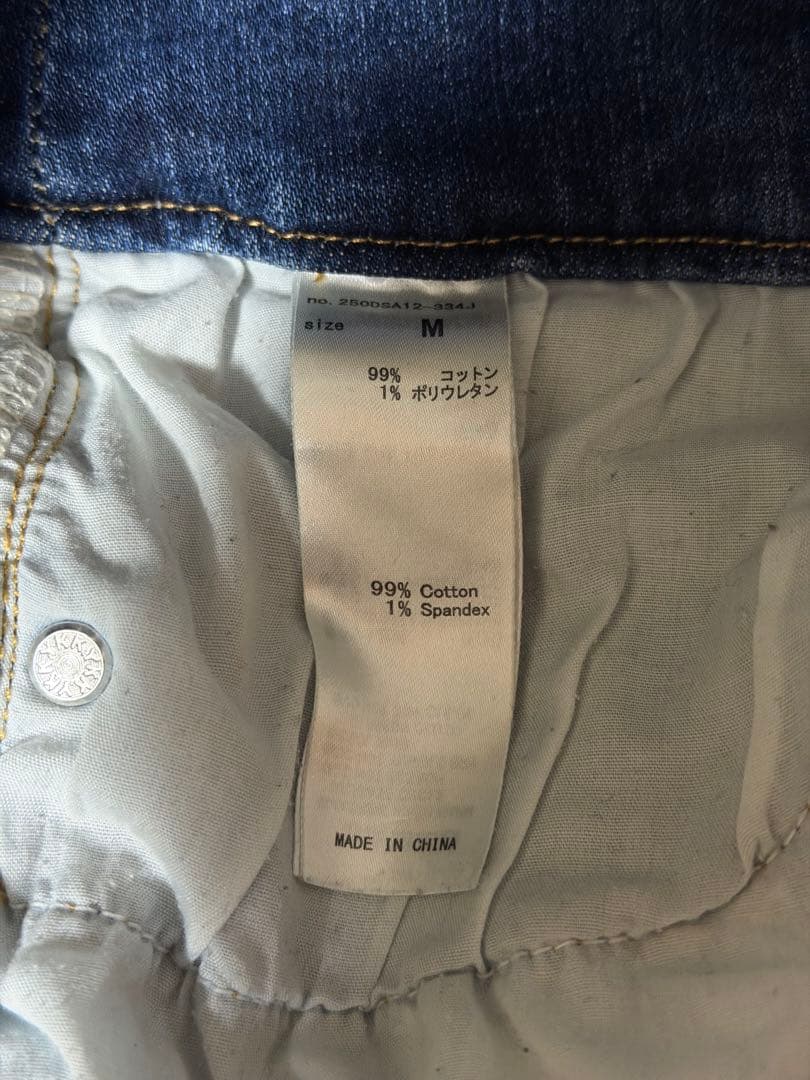 no. 250DSA12-334J
size M
99% コットン
1% ポリウレタン
99% Cotton
1% Spandex
MADE IN CHINA